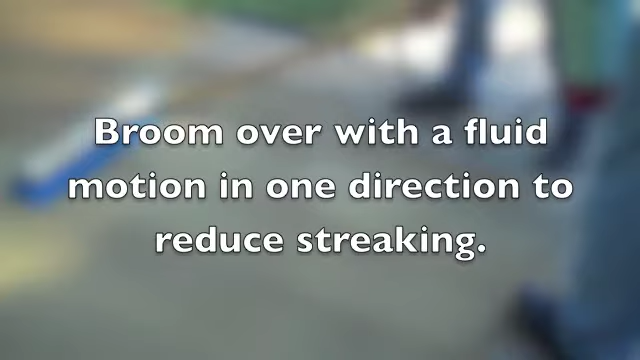 Broom over with a fluid
motion in one direction to
reduce streaking.